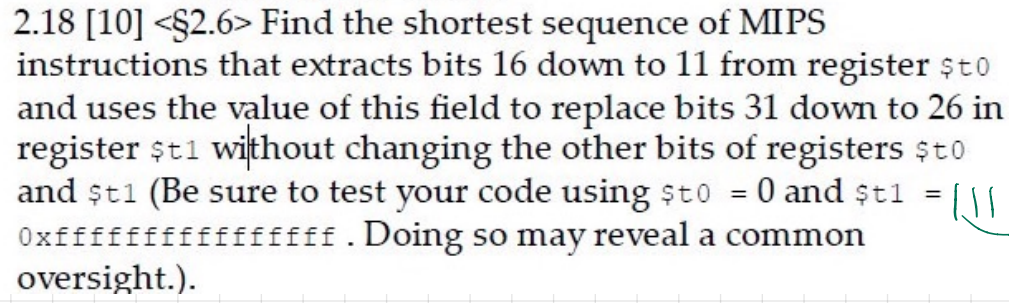 2.18 [10] <§2.6> Find the shortest sequence of MIPS
instructions that extracts bits 16 down to 11 from register $t0
and uses the value of this field to replace bits 31 down to 26 in
register $t1 without changing the other bits of registers $t0
and $t1 (Be sure to test your code using $t0 = 0 and $t1 = 111
0xffffffffffffffff . Doing so may reveal a common
oversight.).